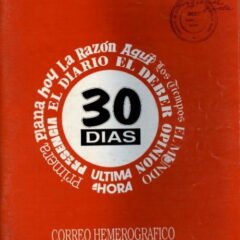 Primera Plana hoy La Razón Aquí Los Tiempos
PRESENCIA EL DIARIO EL DEBER OPINIÓN EL MUNDO
ULTIMA
HORA
30
DIAS
CORREO HEMEROGRAFICO